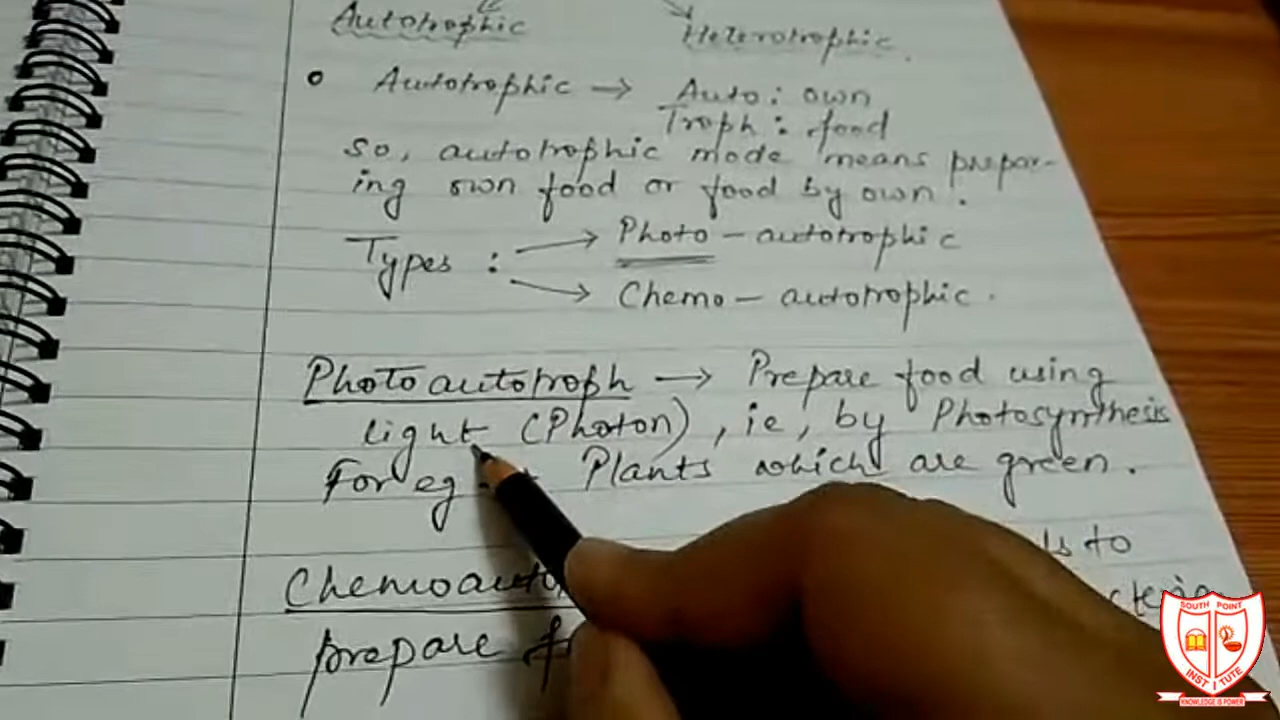 Autotrophic Heterotrophic.
Autotrophic → Auto: own
Troph: food
so, autotrophic mode means prepar-
ing own food or food by own.
Types : Photo - autotrophic
Chemo - autotrophic.
Photoautotroph → Prepare food using
light (Photon), ie, by Photosynthesis
For eg Plants which are green.
to
prepare
SOUTH POINT
INSTITUTE
KNOWLEDGE IS POWER